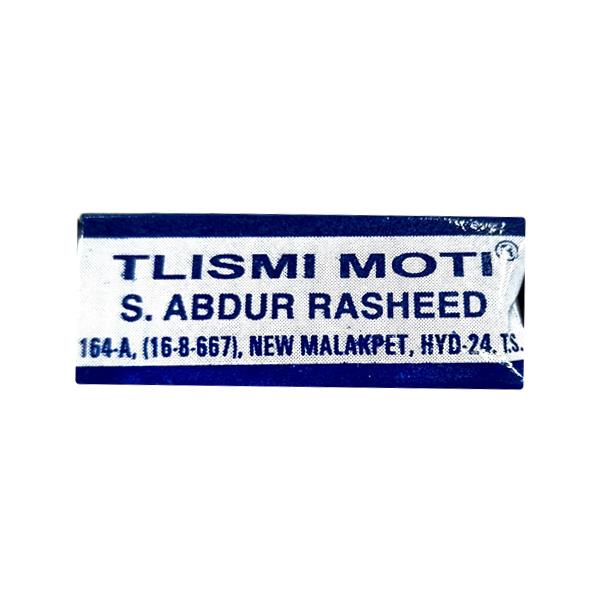 TLISMI MOTI®
S. ABDUR RASHEED
164-A, (16-8-667), NEW MALAKPET, HYD-24. T.S.